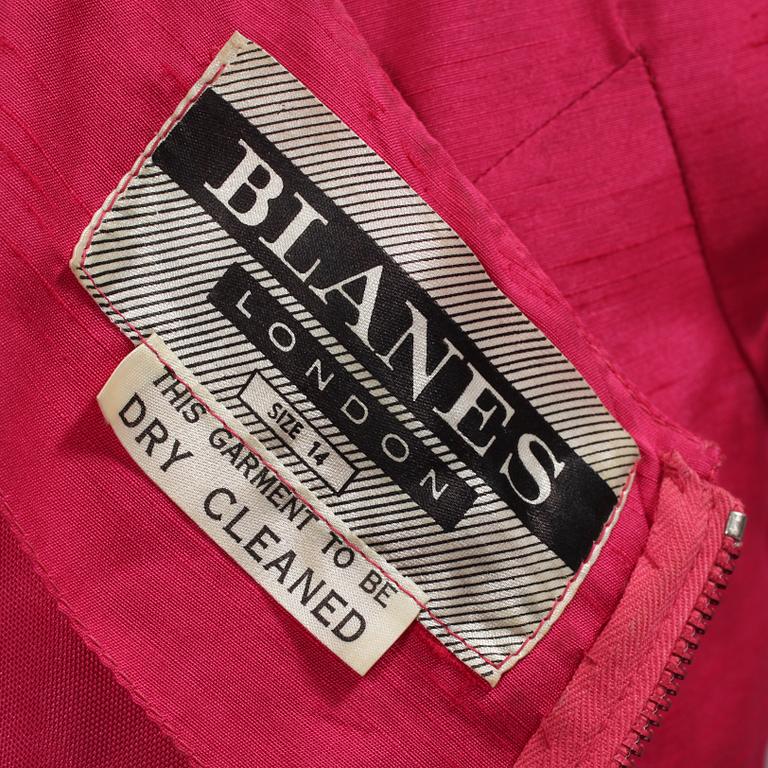 BLANES
LONDON
SIZE 14
THIS GARMENT TO BE
DRY CLEANED